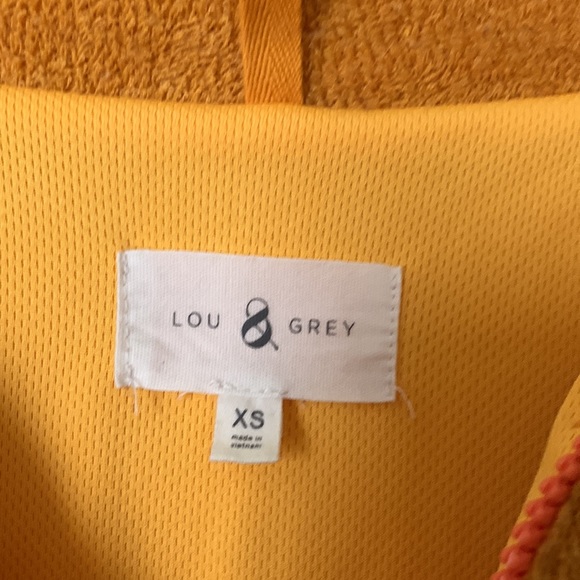 LOU & GREY
XS
made in
vietnam